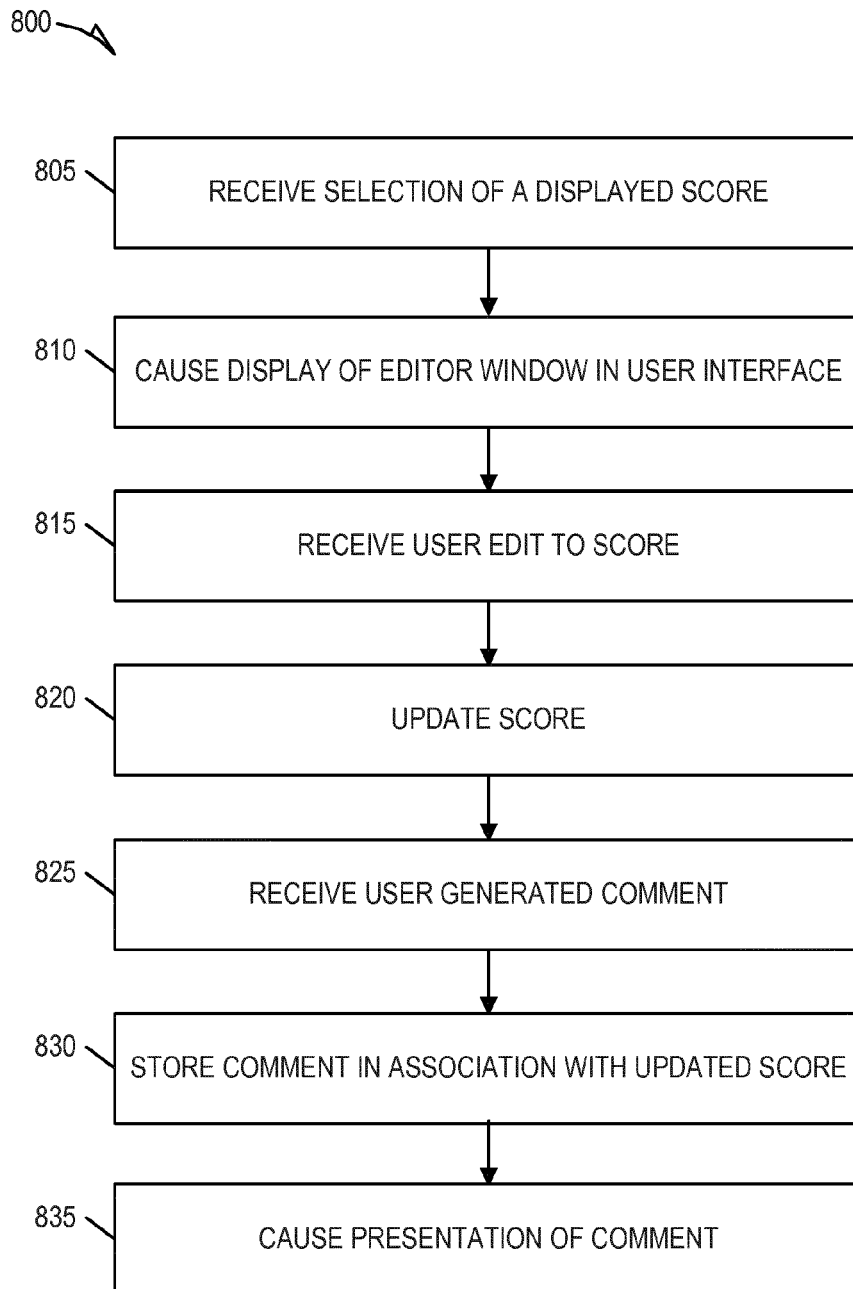 800
805
RECEIVE SELECTION OF A DISPLAYED SCORE
810
CAUSE DISPLAY OF EDITOR WINDOW IN USER INTERFACE
815
RECEIVE USER EDIT TO SCORE
820
UPDATE SCORE
825
RECEIVE USER GENERATED COMMENT
830
STORE COMMENT IN ASSOCIATION WITH UPDATED SCORE
835
CAUSE PRESENTATION OF COMMENT